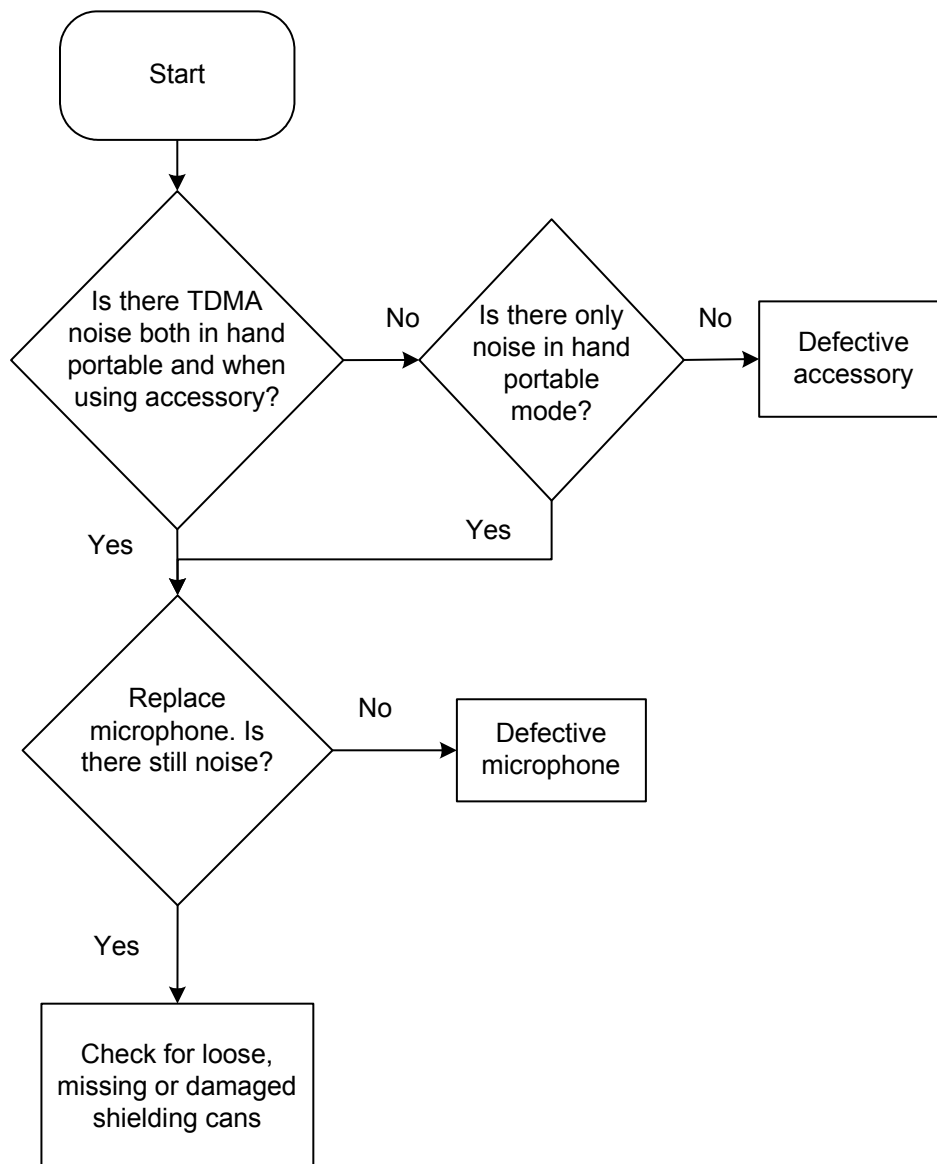 Start
Is there TDMA
noise both in hand
portable and when
using accessory?
No
Is there only
noise in hand
portable
mode?
No
Defective
accessory
Yes
Yes
Replace
microphone. Is
there still noise?
No
Defective
microphone
Yes
Check for loose,
missing or damaged
shielding cans